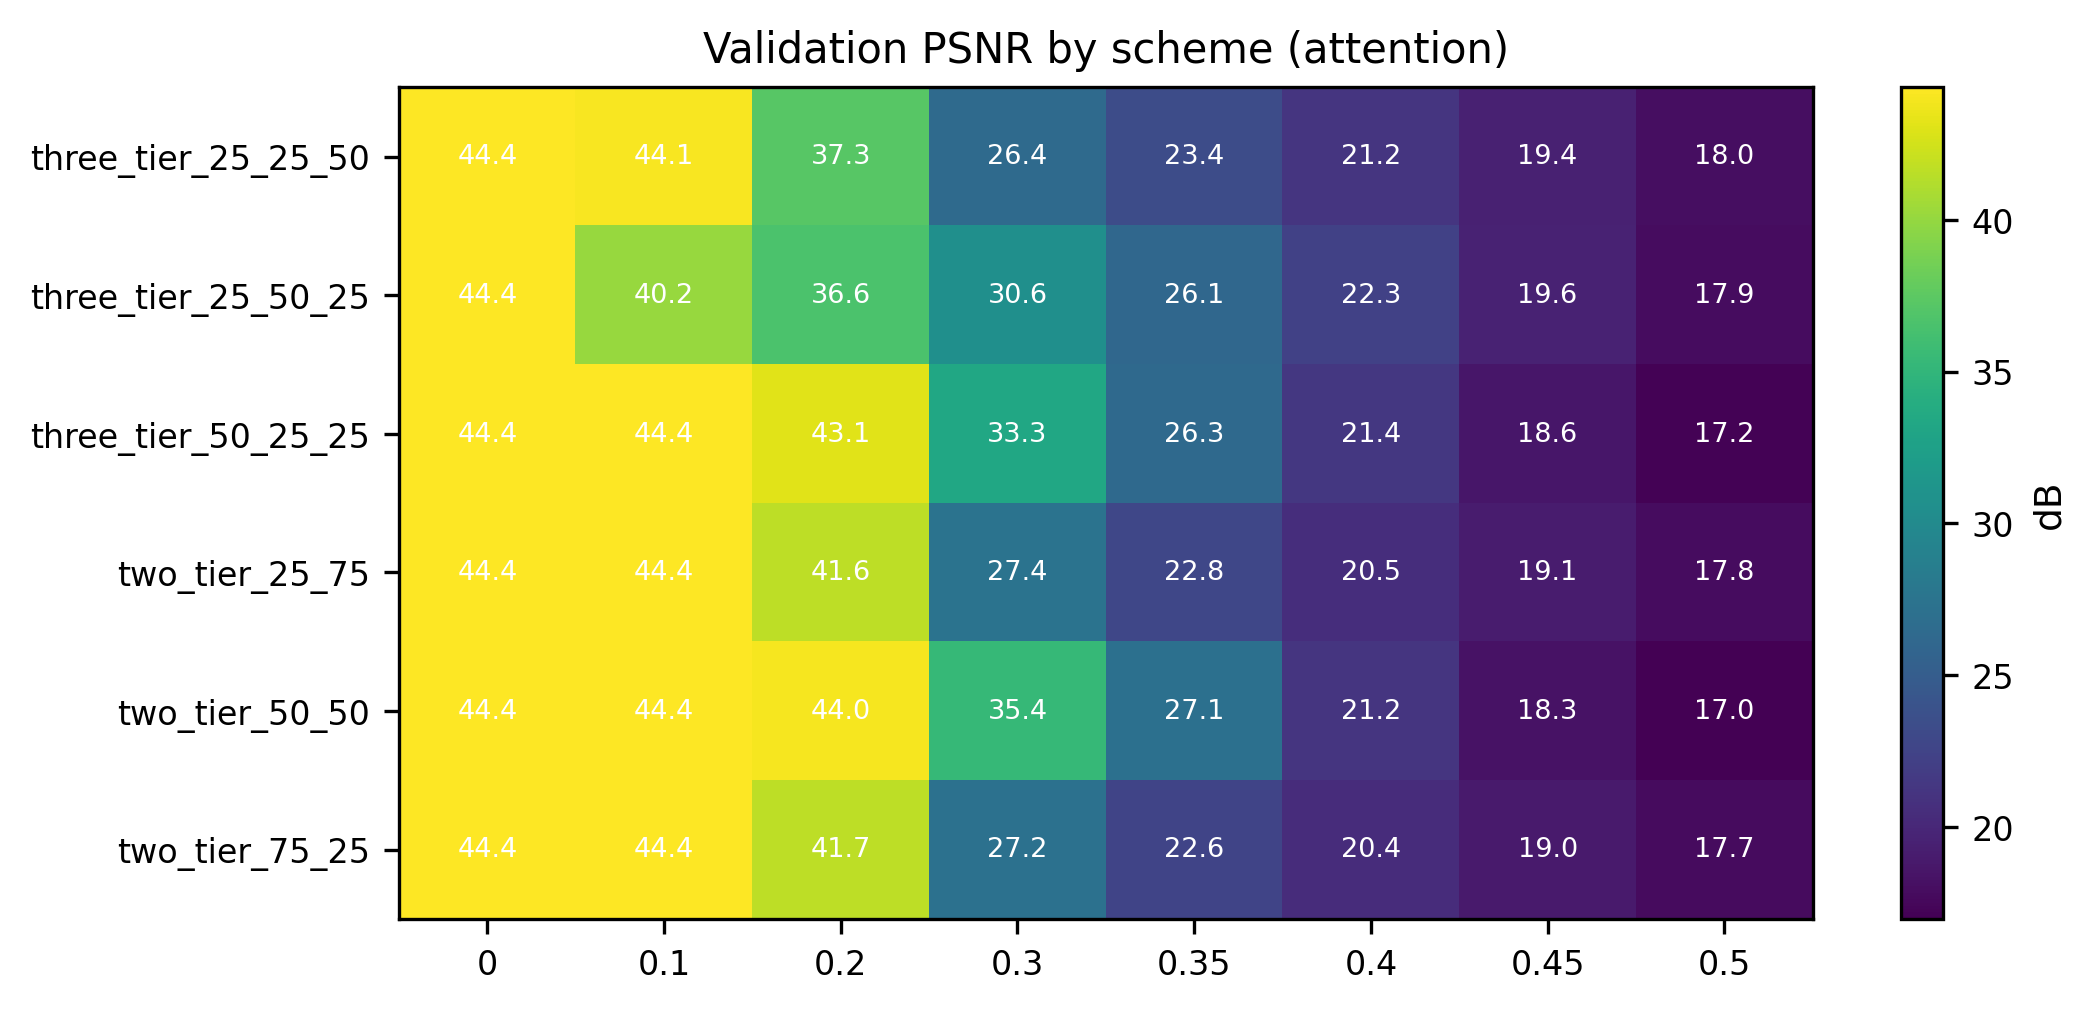 Validation PSNR by scheme (attention)
three_tier_25_25_50 44.4 44.1 37.3 26.4 23.4 21.2 19.4 18.0
three_tier_25_50_25 44.4 40.2 36.6 30.6 26.1 22.3 19.6 17.9
three_tier_50_25_25 44.4 44.4 43.1 33.3 26.3 21.4 18.6 17.2
two_tier_25_75 44.4 44.4 41.6 27.4 22.8 20.5 19.1 17.8
two_tier_50_50 44.4 44.4 44.0 35.4 27.1 21.2 18.3 17.0
two_tier_75_25 44.4 44.4 41.7 27.2 22.6 20.4 19.0 17.7
0 0.1 0.2 0.3 0.35 0.4 0.45 0.5
40
35
30
25
20
dB